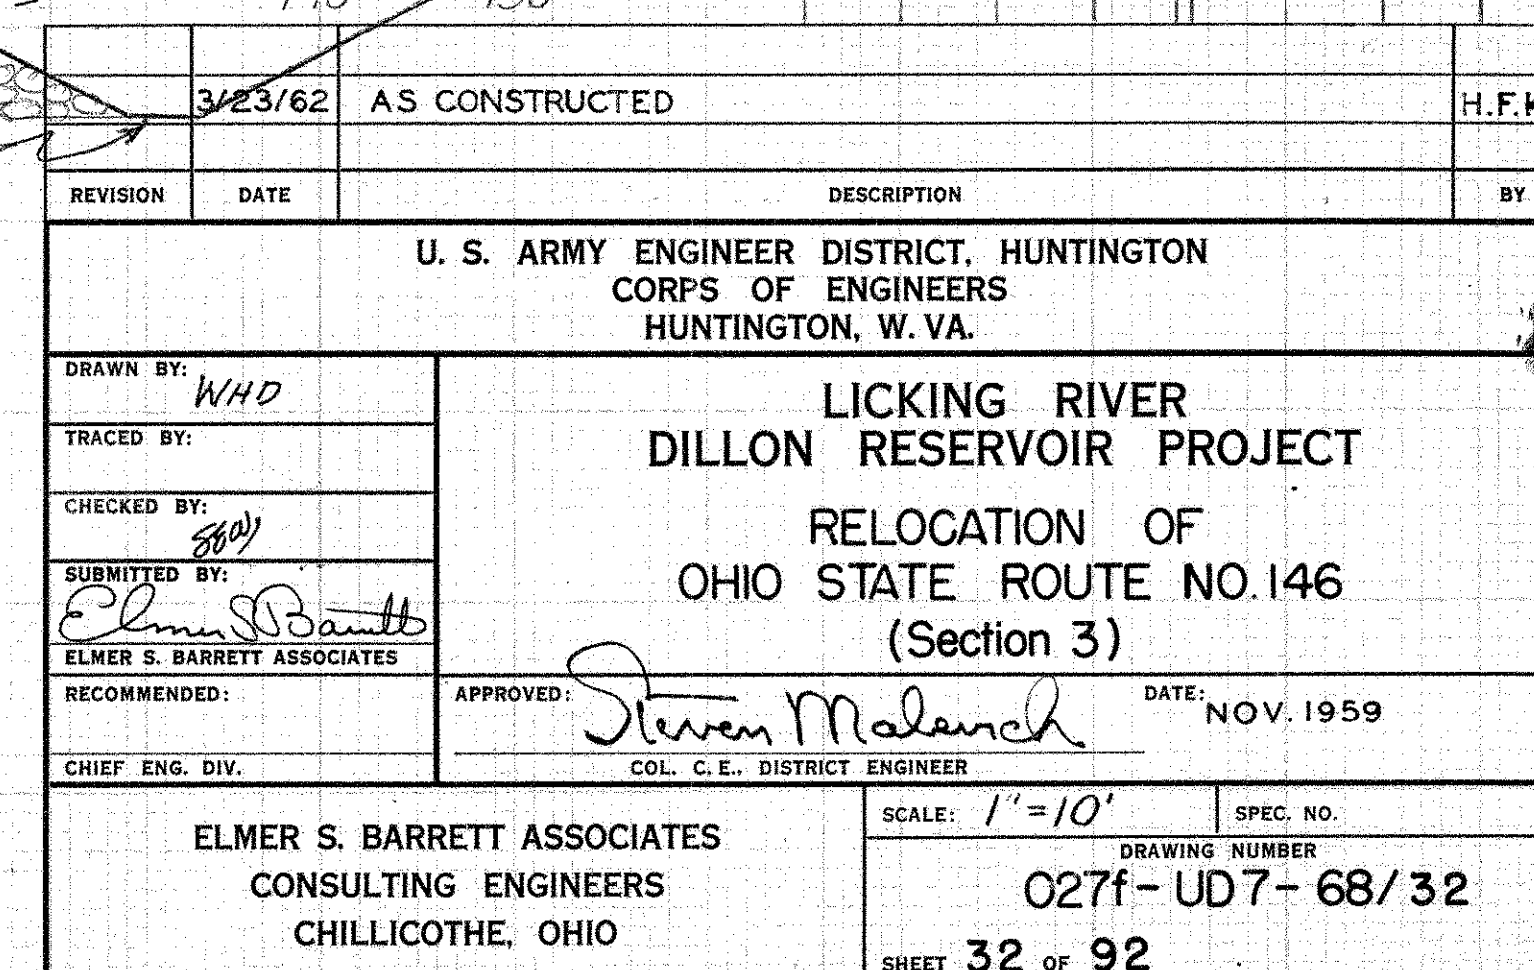 3/23/62 AS CONSTRUCTED H.F.
REVISION DATE DESCRIPTION BY
U. S. ARMY ENGINEER DISTRICT, HUNTINGTON
CORPS OF ENGINEERS
HUNTINGTON, W. VA.
DRAWN BY: WHD
TRACED BY:
CHECKED BY:
SUBMITTED BY:
Elmer S Barrett
ELMER S. BARRETT ASSOCIATES
RECOMMENDED:
CHIEF ENG. DIV.
LICKING RIVER
DILLON RESERVOIR PROJECT
RELOCATION OF
OHIO STATE ROUTE NO. 146
(Section 3)
APPROVED: Steven Malevich DATE: NOV. 1959
COL. C. E., DISTRICT ENGINEER
ELMER S. BARRETT ASSOCIATES
CONSULTING ENGINEERS
CHILLICOTHE, OHIO
SCALE: 1"=10' SPEC. NO.
DRAWING NUMBER
027f-UD7-68/32
SHEET 32 OF 92